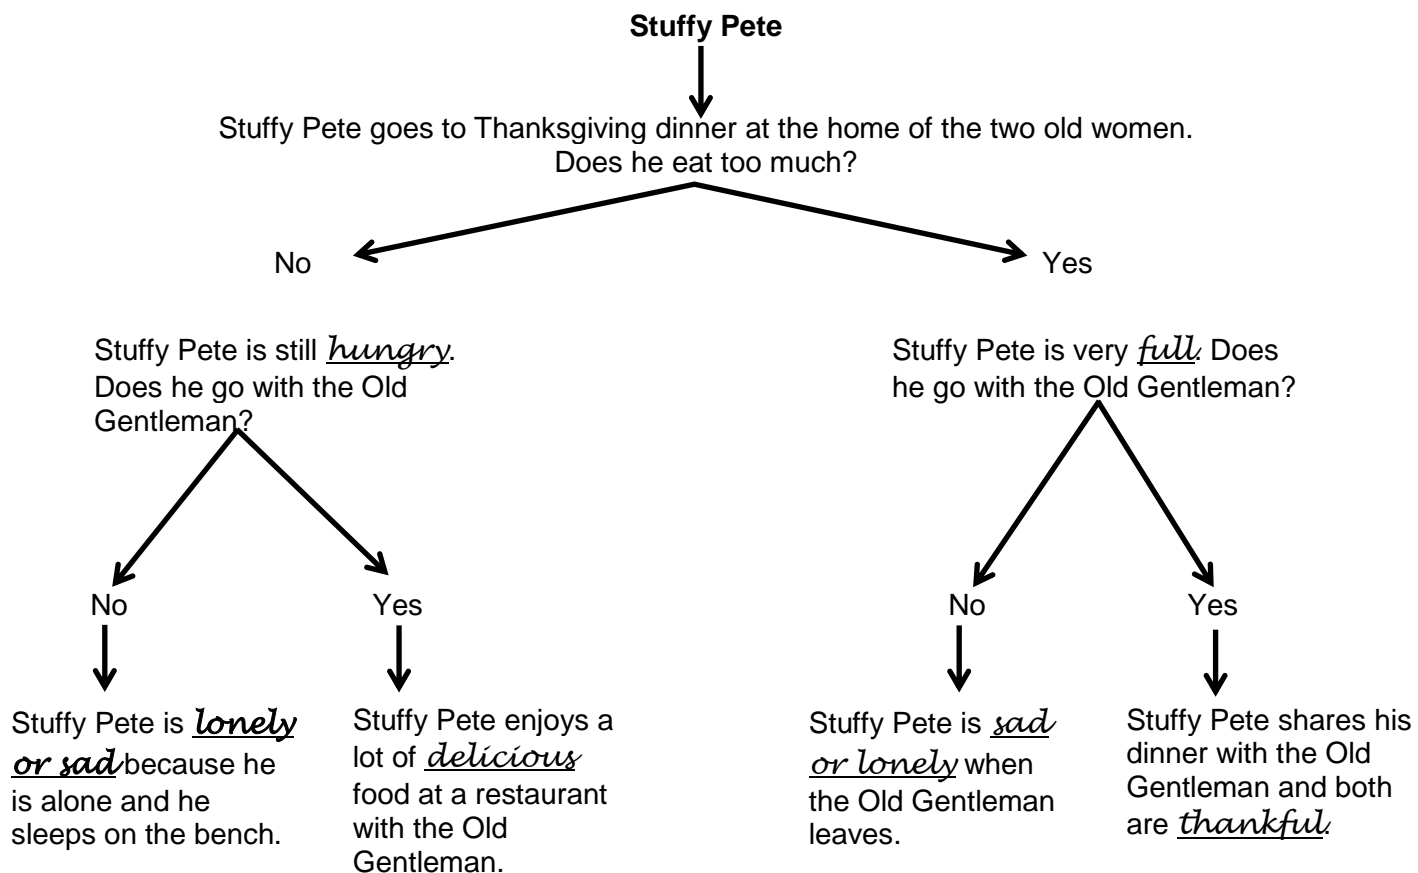 Stuffy Pete
Stuffy Pete goes to Thanksgiving dinner at the home of the two old women.
Does he eat too much?
No
Yes
Stuffy Pete is still hungry.
Does he go with the Old
Gentleman?
Stuffy Pete is very full. Does
he go with the Old Gentleman?
No
Yes
No
Yes
Stuffy Pete is lonely
or sad because he
is alone and he
sleeps on the bench.
Stuffy Pete enjoys a
lot of delicious
food at a restaurant
with the Old
Gentleman.
Stuffy Pete is sad
or lonely when
the Old Gentleman
leaves.
Stuffy Pete shares his
dinner with the Old
Gentleman and both
are thankful.